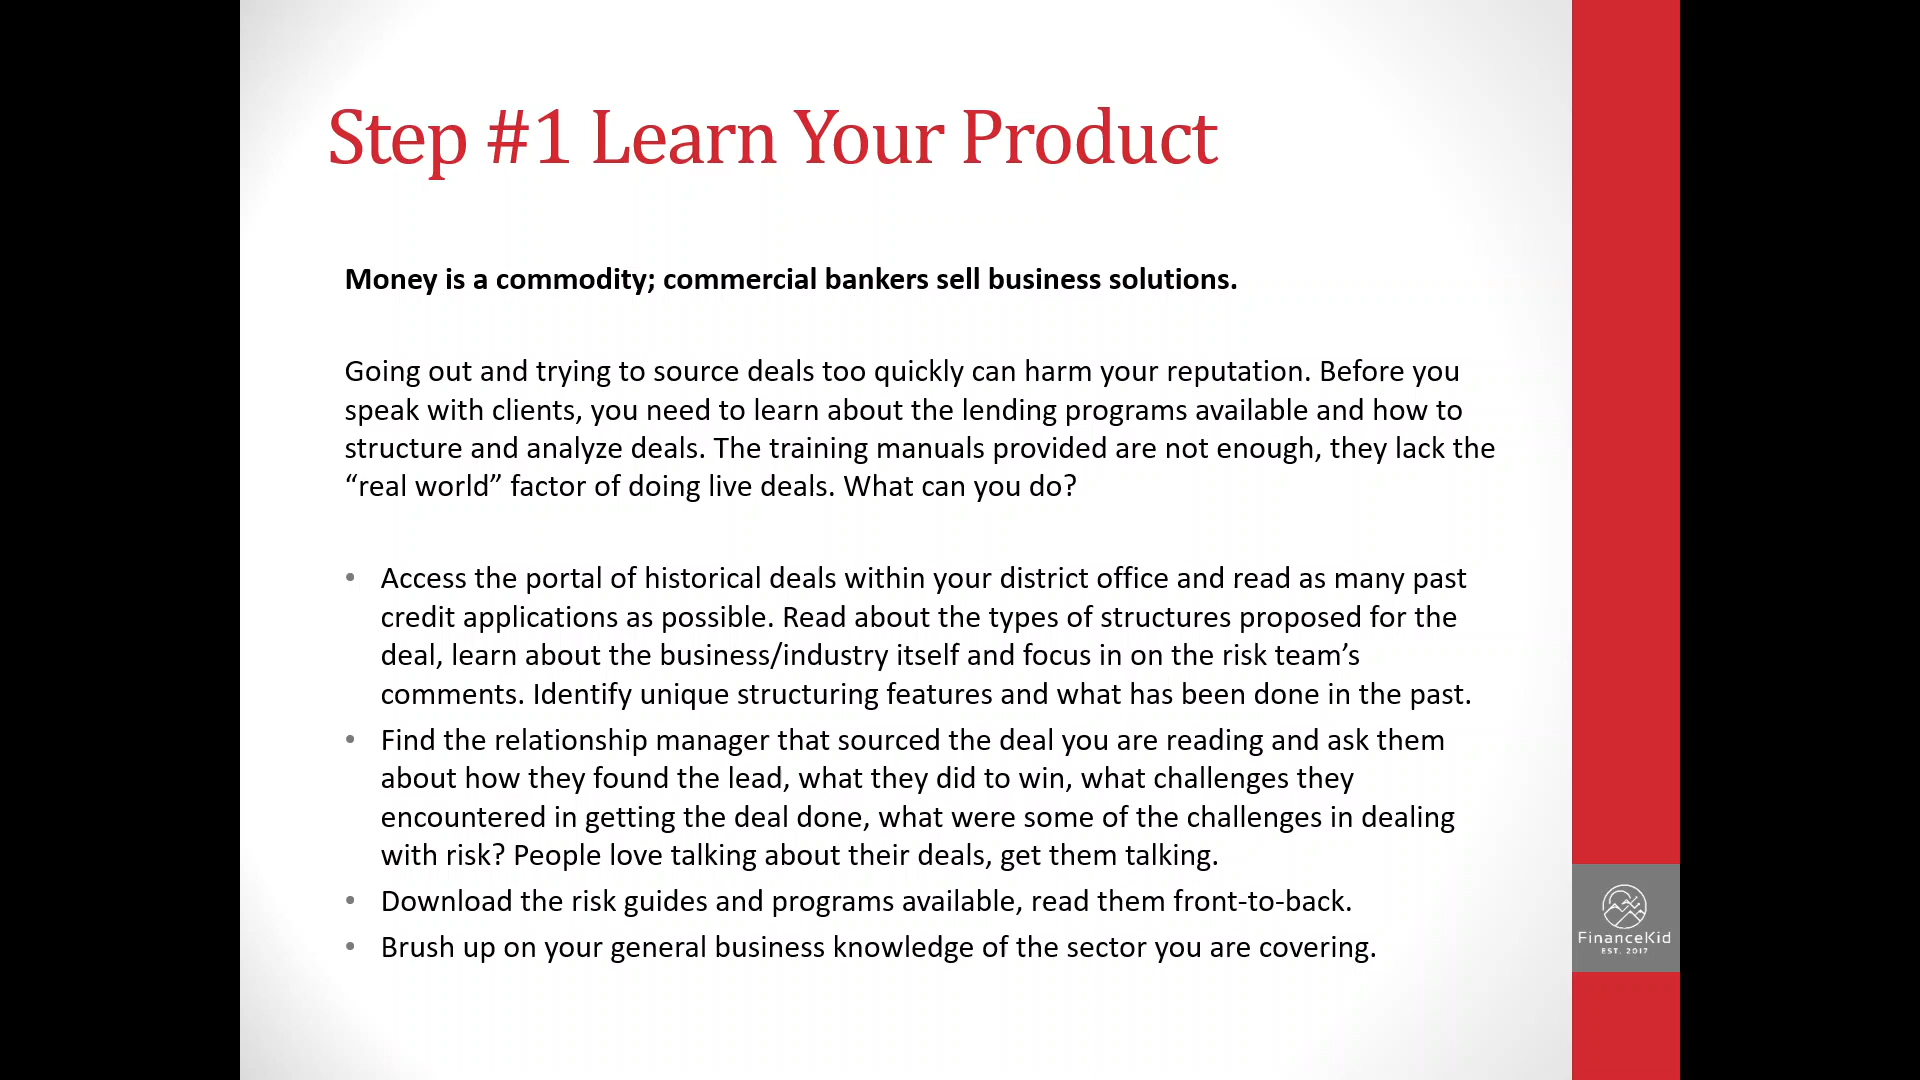 Step #1 Learn Your Product
Money is a commodity; commercial bankers sell business solutions.
Going out and trying to source deals too quickly can harm your reputation. Before you
speak with clients, you need to learn about the lending programs available and how to
structure and analyze deals. The training manuals provided are not enough, they lack the
“real world” factor of doing live deals. What can you do?
• Access the portal of historical deals within your district office and read as many past
credit applications as possible. Read about the types of structures proposed for the
deal, learn about the business/industry itself and focus in on the risk team’s
comments. Identify unique structuring features and what has been done in the past.
• Find the relationship manager that sourced the deal you are reading and ask them
about how they found the lead, what they did to win, what challenges they
encountered in getting the deal done, what were some of the challenges in dealing
with risk? People love talking about their deals, get them talking.
• Download the risk guides and programs available, read them front-to-back.
• Brush up on your general business knowledge of the sector you are covering.
FinanceKid
EST. 2017